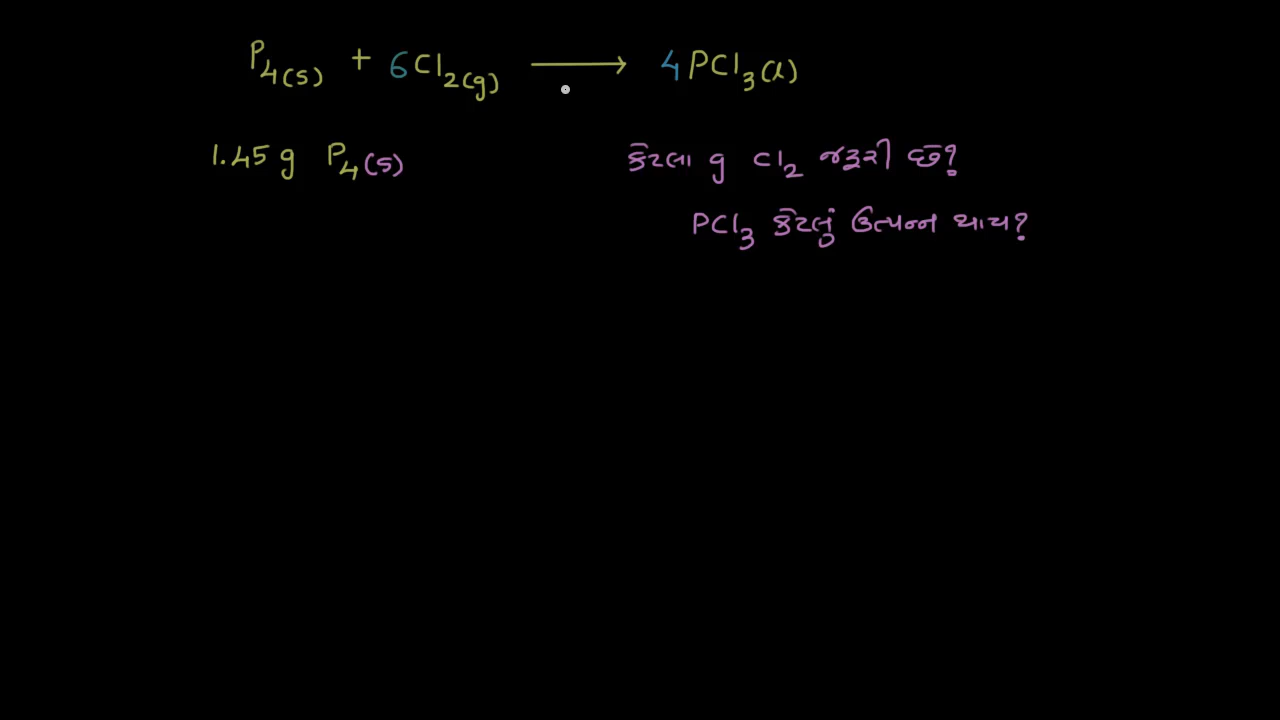 P₄(s) + 6Cl₂(g) ⟶ 4PCl₃(l)
1.45 g P₄(s) કેટલા g Cl₂ જરૂરી છે?
PCl₃ કેટલું ઉત્પન્ન થાય?